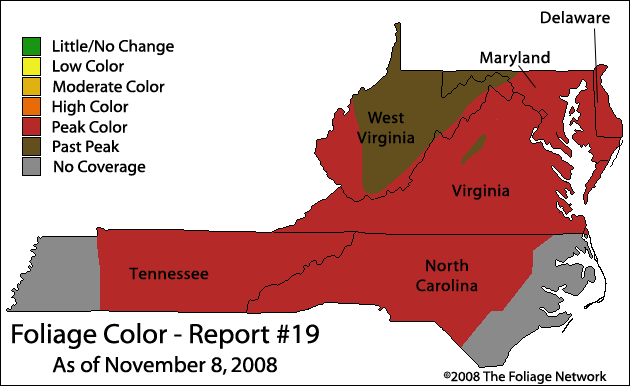 Delaware
Maryland
Little/No Change
Low Color
Moderate Color
High Color
Peak Color
Past Peak
No Coverage
West
Virginia
Virginia
Tennessee
North
Carolina
Foliage Color - Report #19
As of November 8, 2008
©2008 The Foliage Network